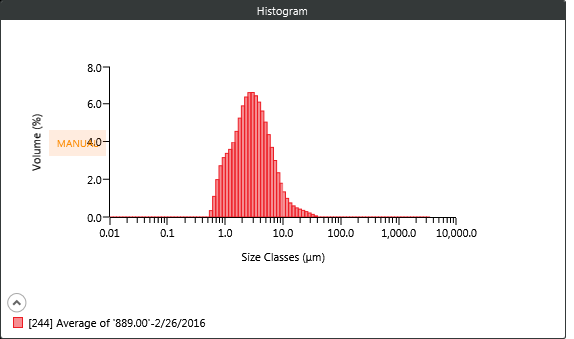 Histogram
8.0
6.0
Volume (%)
MANUAL
4.0
2.0
0.0
0.01 0.1 1.0 10.0 100.0 1,000.0 10,000.0
Size Classes (µm)
[244] Average of '889.00'-2/26/2016